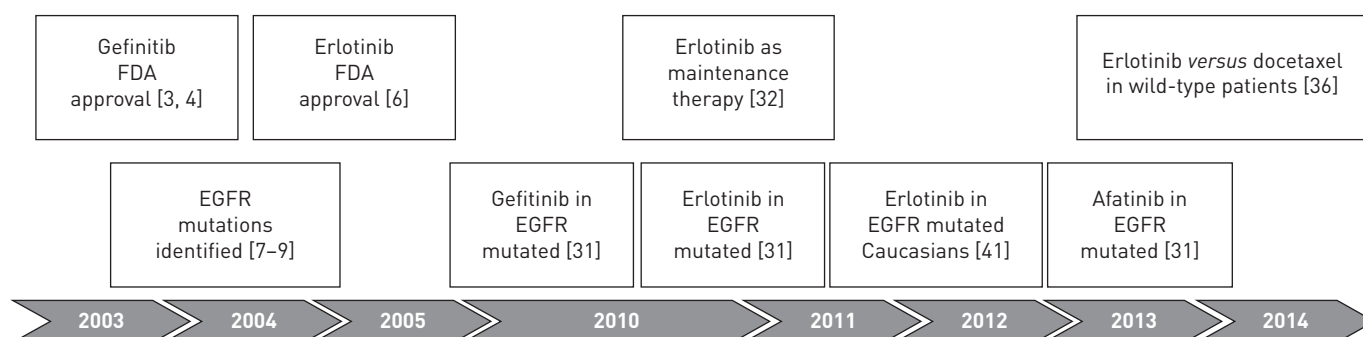 Gefinitib
FDA
approval [3, 4]
Erlotinib
FDA
approval [6]
Erlotinib as
maintenance
therapy [32]
Erlotinib versus docetaxel
in wild-type patients [36]
EGFR
mutations
identified [7–9]
Gefitinib in
EGFR
mutated [31]
Erlotinib in
EGFR
mutated [31]
Erlotinib in
EGFR mutated
Caucasians [41]
Afatinib in
EGFR
mutated [31]
2003
2004
2005
2010
2011
2012
2013
2014